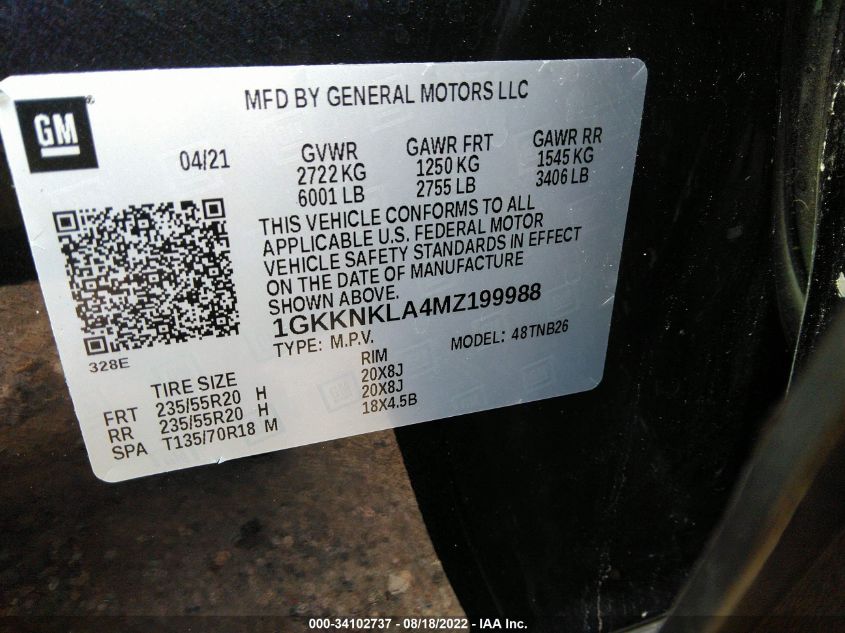 MFD BY GENERAL MOTORS LLC
GM
04/21 GVWR GAWR FRT GAWR RR
2722 KG 1250 KG 1545 KG
6001 LB 2755 LB 3406 LB
THIS VEHICLE CONFORMS TO ALL
APPLICABLE U.S. FEDERAL MOTOR
VEHICLE SAFETY STANDARDS IN EFFECT
ON THE DATE OF MANUFACTURE
SHOWN ABOVE.
1GKKNKLA4MZ199988
TYPE: M.P.V. MODEL: 48TNB26
328E
TIRE SIZE RIM
FRT 235/55R20 H 20X8J
RR 235/55R20 H 20X8J
SPA T135/70R18 M 18X4.5B
000-34102737 - 08/18/2022 - IAA Inc.